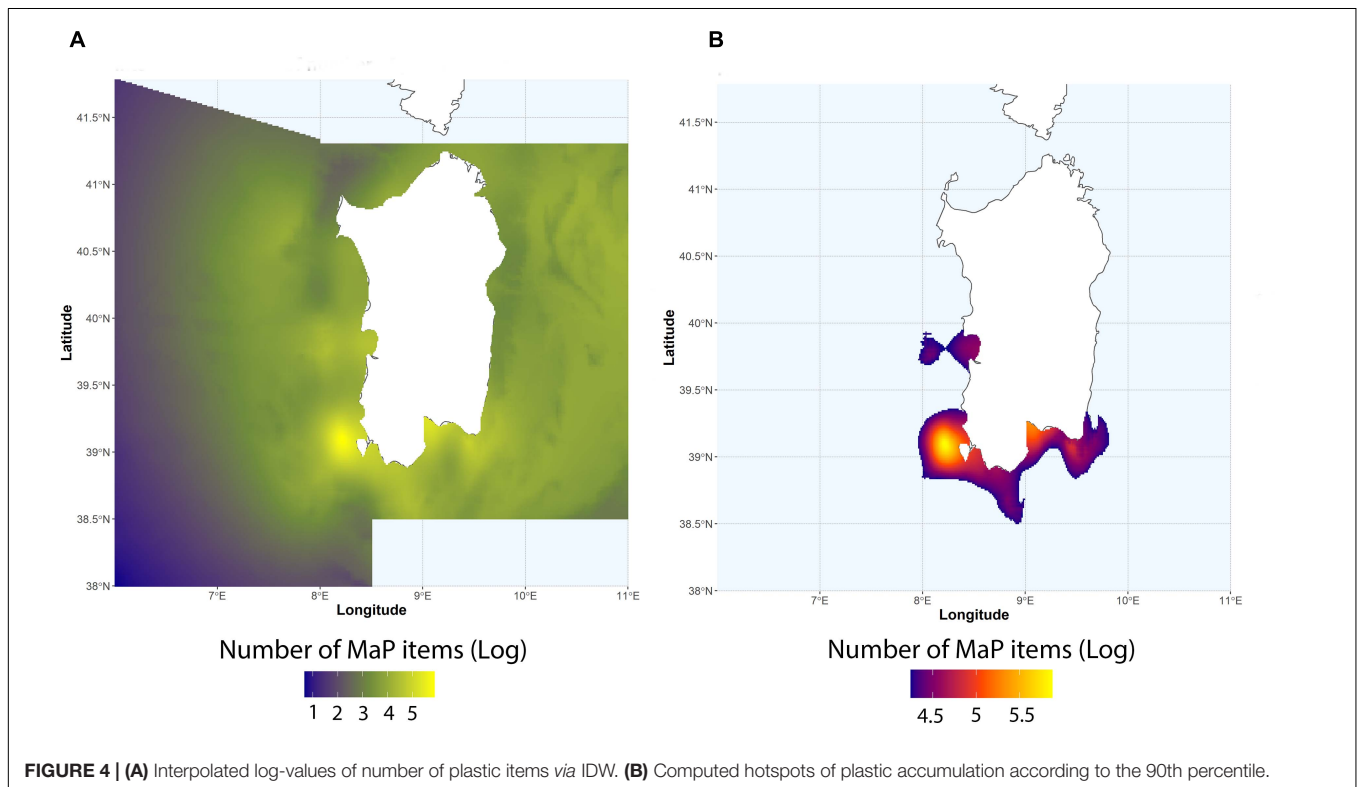 A
B
41.5°N
41°N
40.5°N
40°N
39.5°N
39°N
38.5°N
38°N
Latitude
7°E 8°E 9°E 10°E 11°E
Longitude
41.5°N
41°N
40.5°N
40°N
39.5°N
39°N
38.5°N
38°N
Latitude
7°E 8°E 9°E 10°E 11°E
Longitude
Number of MaP items (Log)
1 2 3 4 5
Number of MaP items (Log)
4.5 5 5.5
FIGURE 4 | (A) Interpolated log-values of number of plastic items via IDW. (B) Computed hotspots of plastic accumulation according to the 90th percentile.